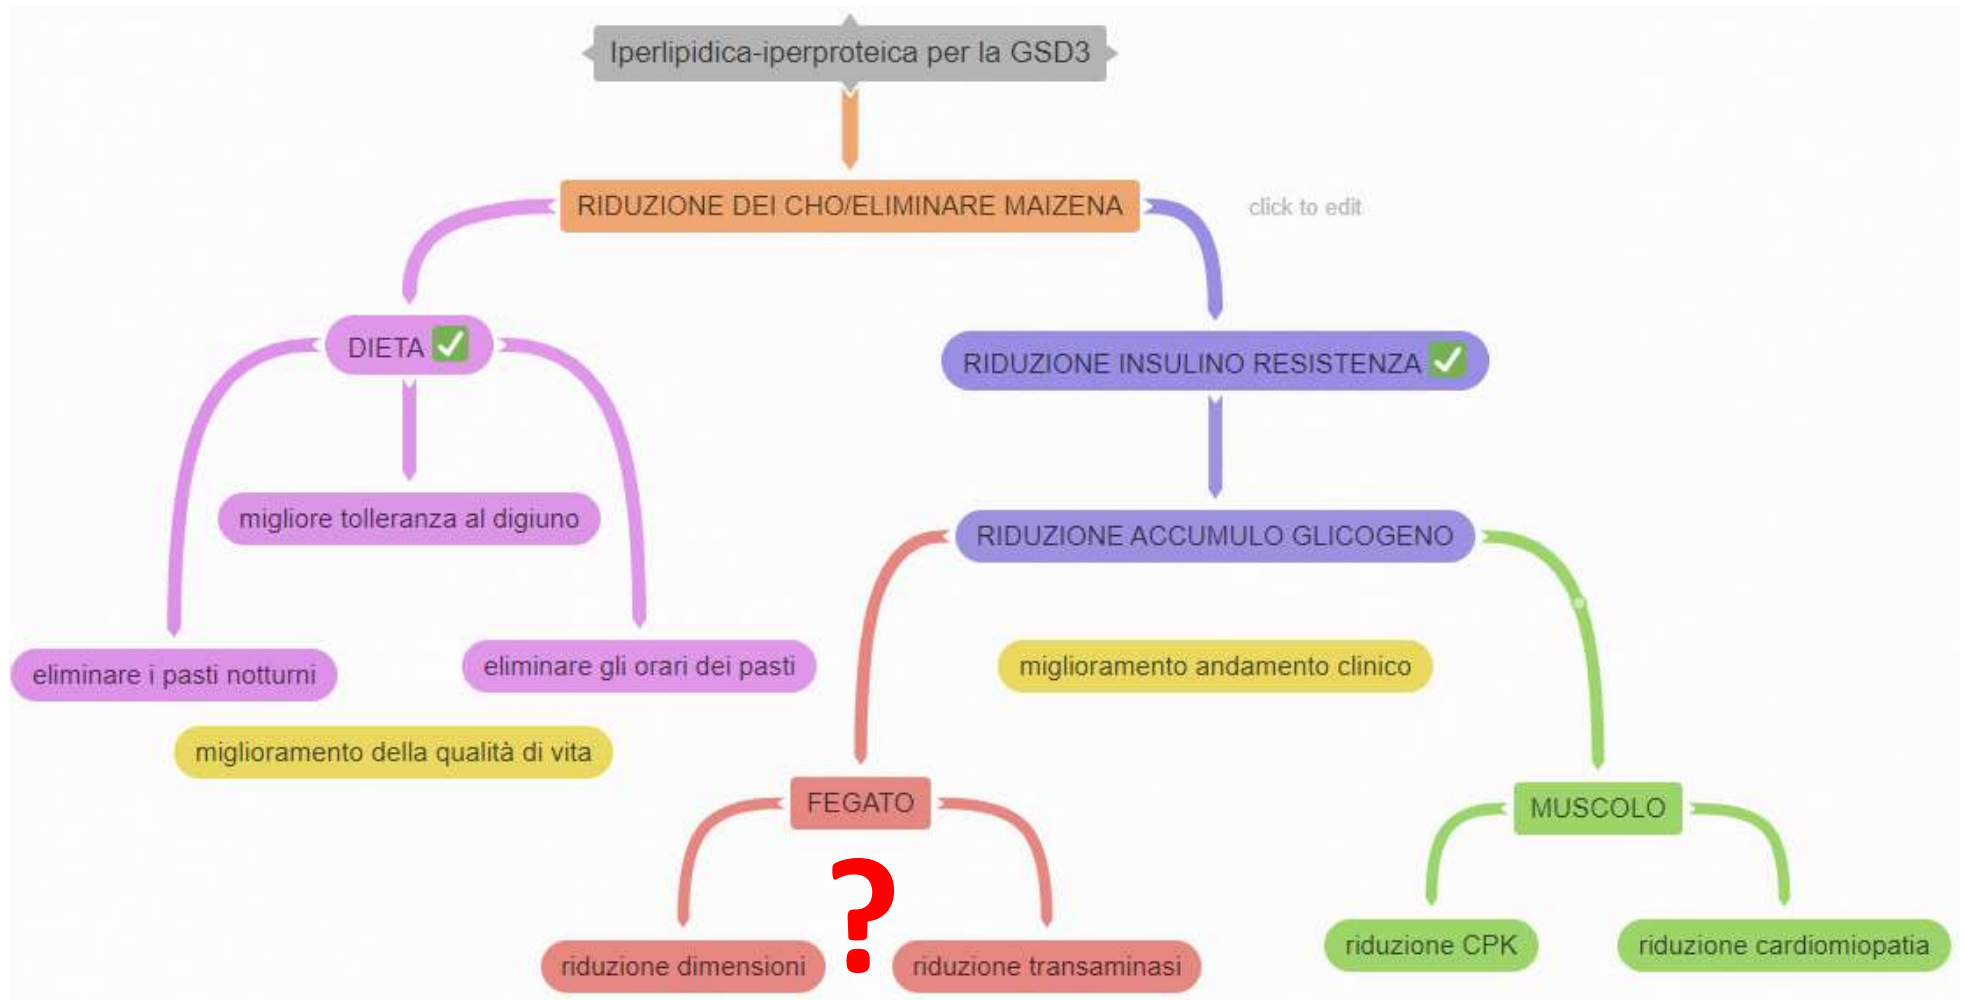 Iperlipidica-iperproteica per la GSD3
RIDUZIONE DEI CHO/ELIMINARE MAIZENA
click to edit
DIETA ✅
RIDUZIONE INSULINO RESISTENZA ✅
migliore tolleranza al digiuno
RIDUZIONE ACCUMULO GLICOGENO
eliminare i pasti notturni
eliminare gli orari dei pasti
miglioramento andamento clinico
miglioramento della qualità di vita
FEGATO
MUSCOLO
?
riduzione dimensioni
riduzione transaminasi
riduzione CPK
riduzione cardiomiopatia